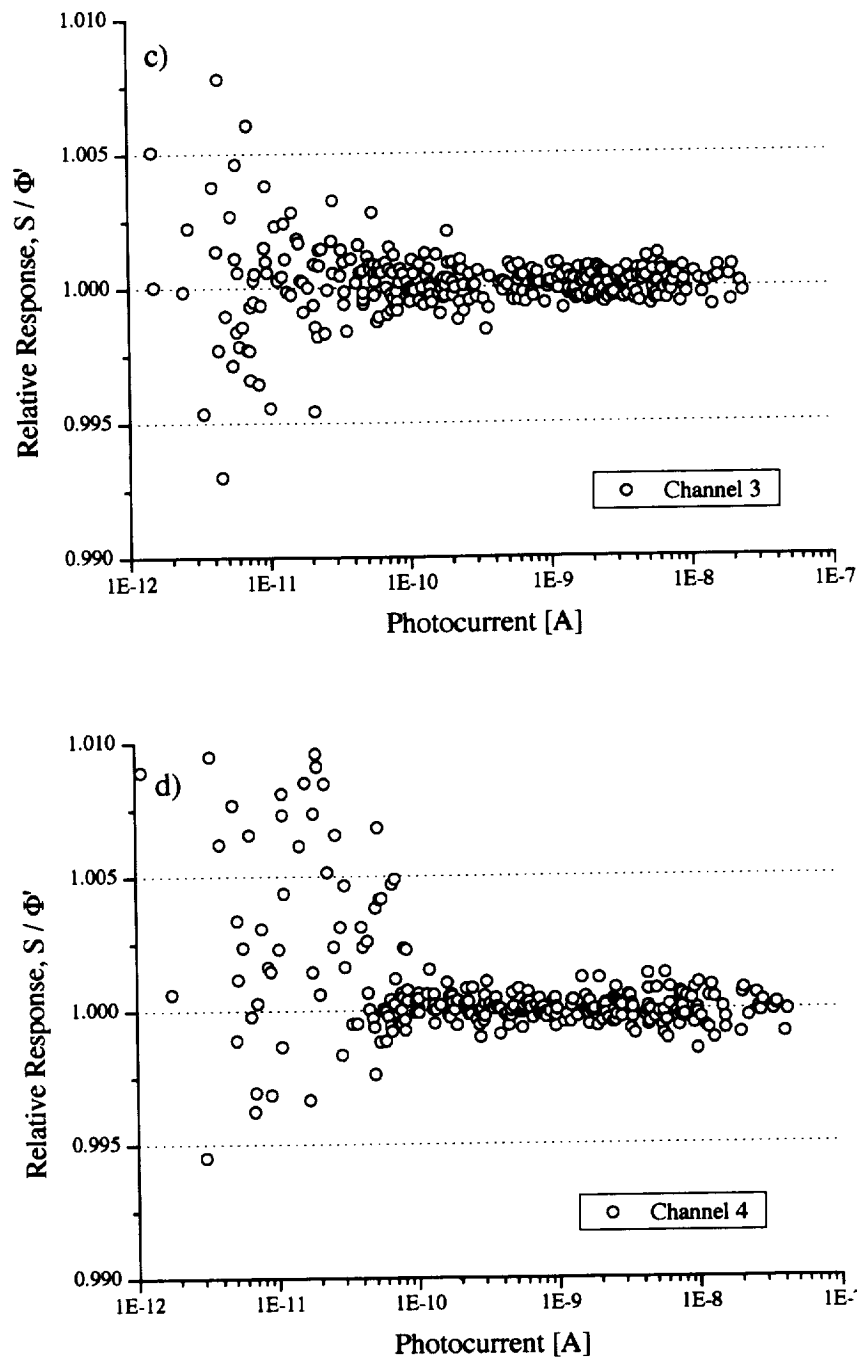 1.010
c)
1.005
1.000
0.995
0.990
Relative Response, S / Φ'
Channel 3
1E-12
1E-11
1E-10
1E-9
1E-8
1E-7
Photocurrent [A]
1.010
d)
1.005
1.000
0.995
0.990
Relative Response, S / Φ'
Channel 4
1E-12
1E-11
1E-10
1E-9
1E-8
1E-
Photocurrent [A]